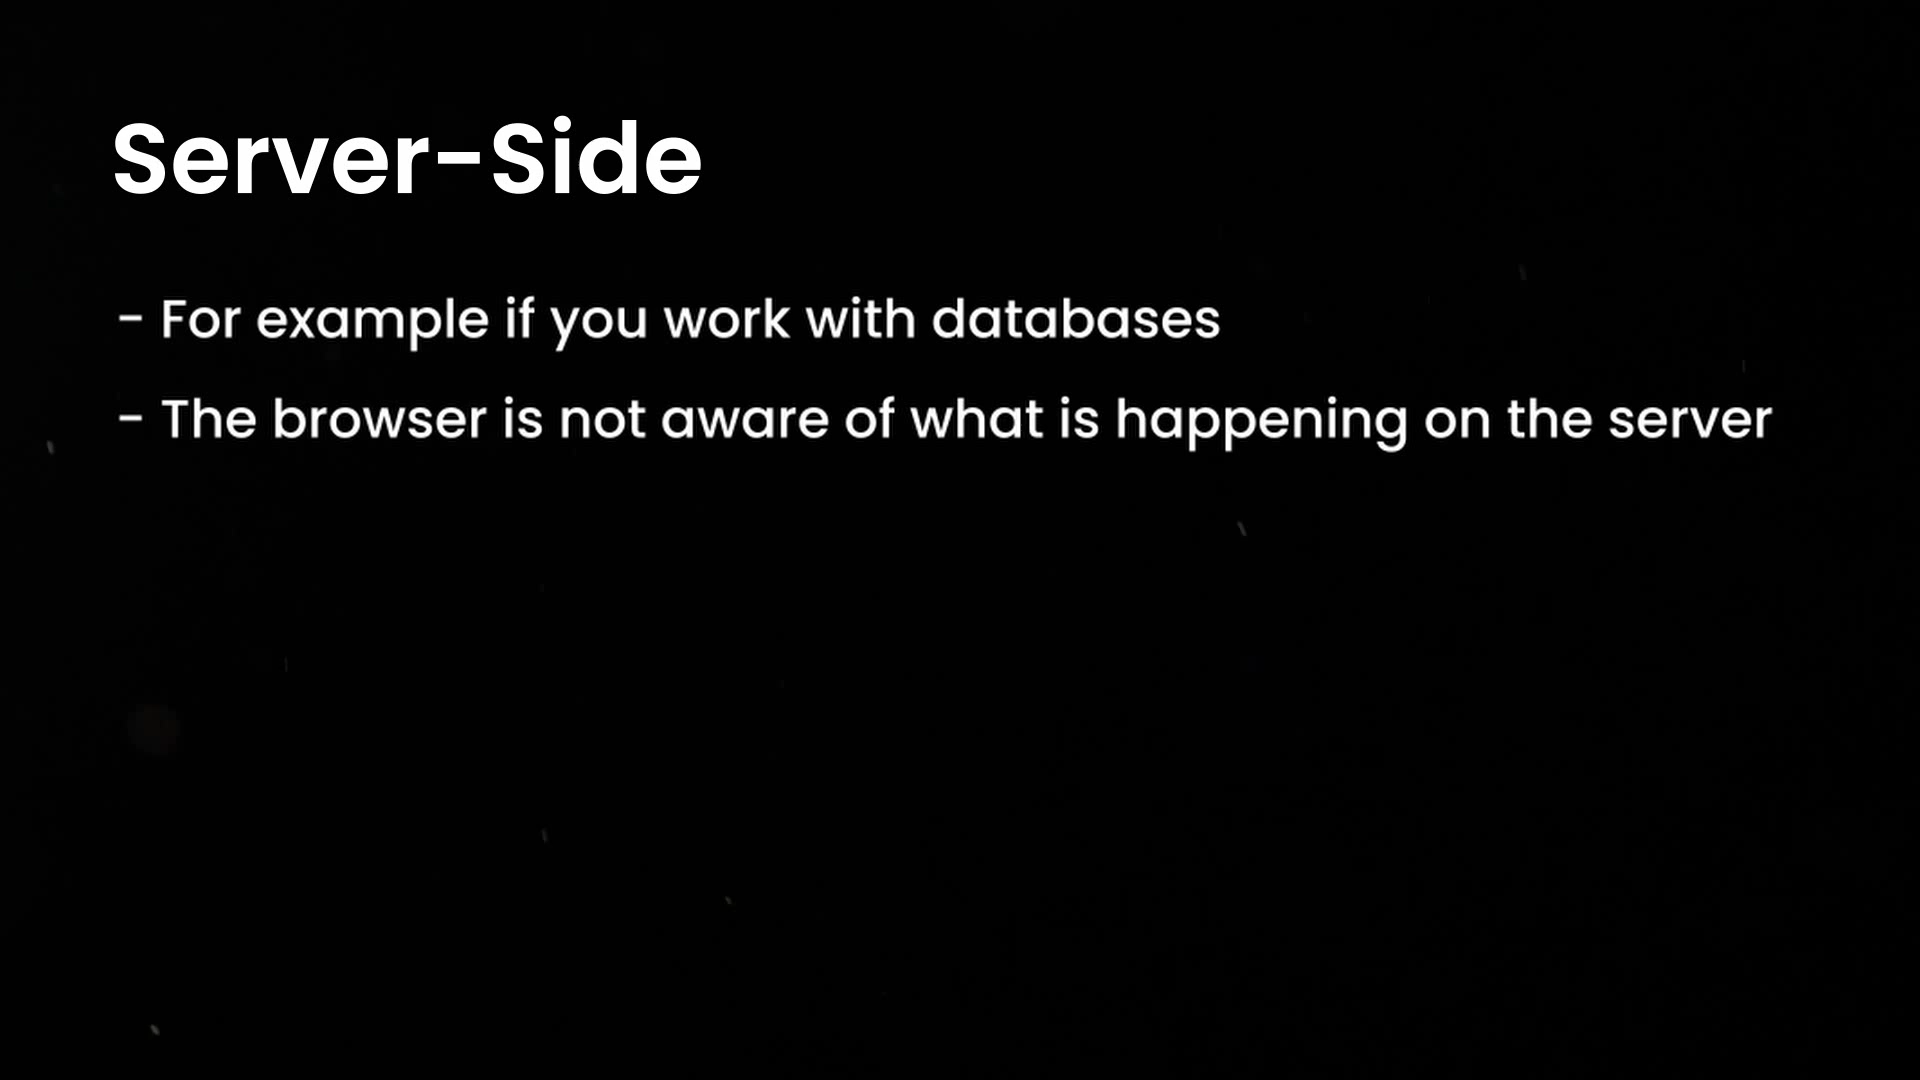 Server-Side
- For example if you work with databases
- The browser is not aware of what is happening on the server